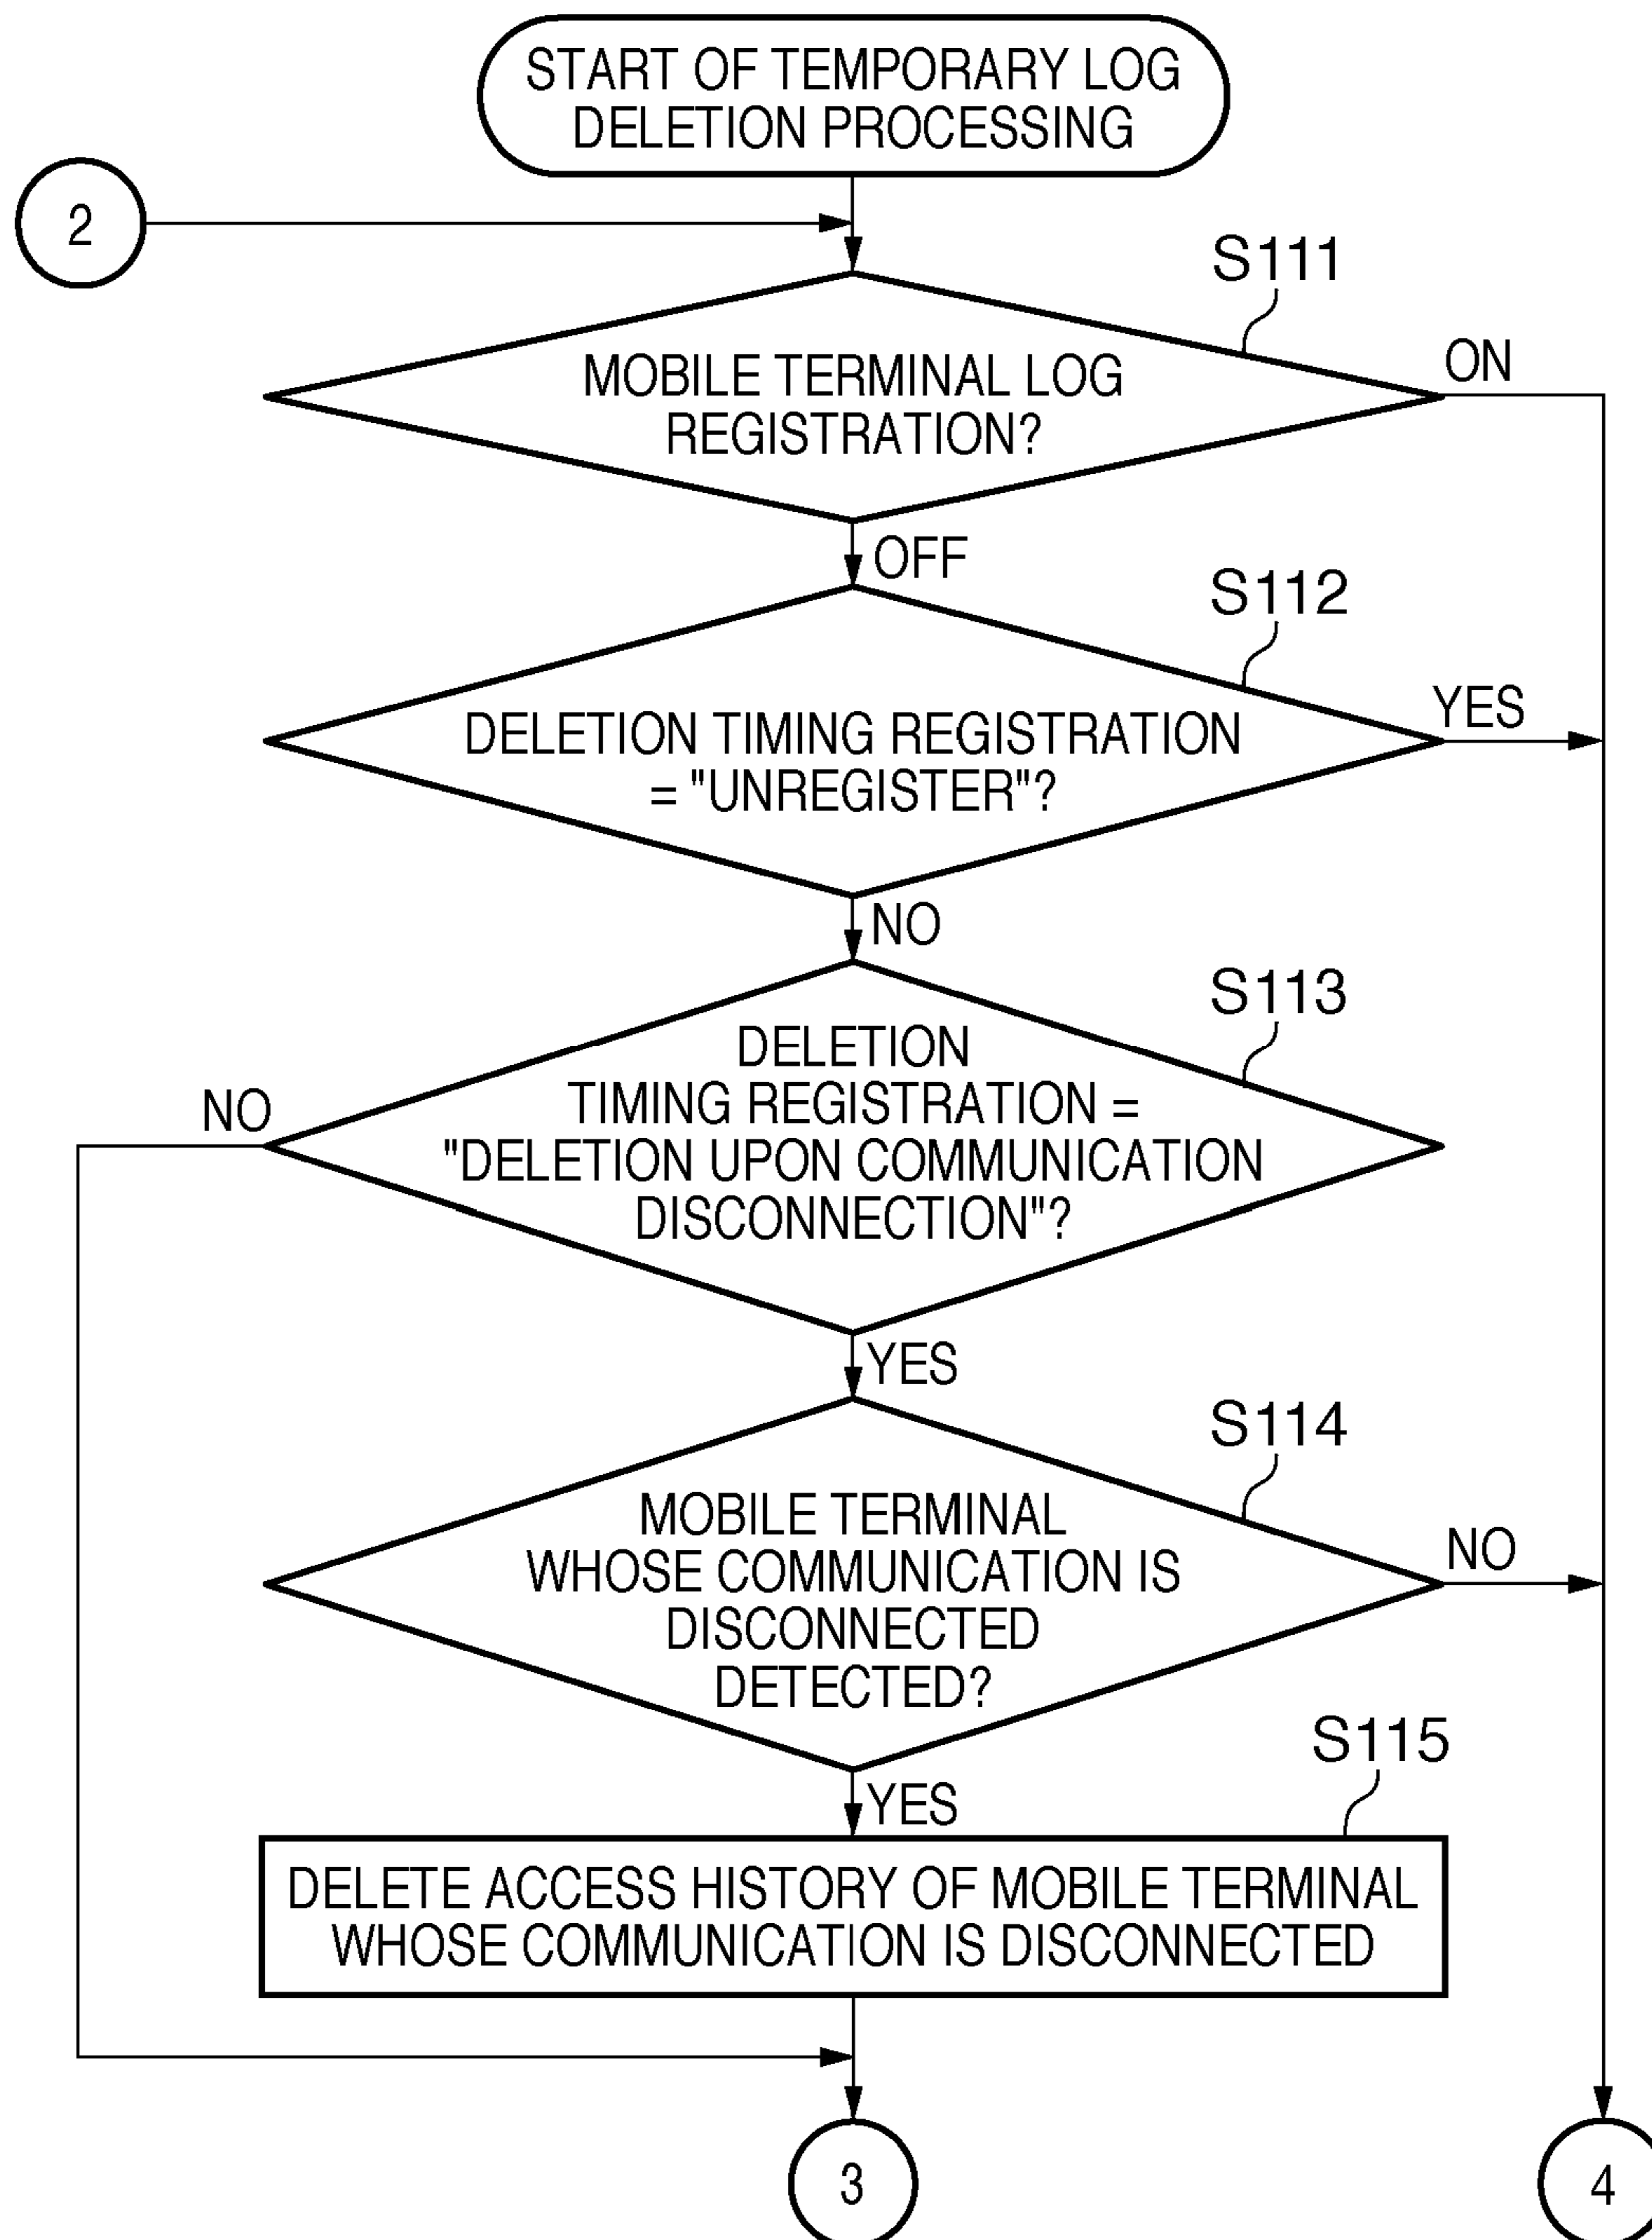 START OF TEMPORARY LOG
DELETION PROCESSING
2
S111
MOBILE TERMINAL LOG
REGISTRATION?
ON
OFF
S112
DELETION TIMING REGISTRATION
= "UNREGISTER"?
YES
NO
S113
DELETION
TIMING REGISTRATION =
"DELETION UPON COMMUNICATION
DISCONNECTION"?
NO
YES
S114
MOBILE TERMINAL
WHOSE COMMUNICATION IS
DISCONNECTED
DETECTED?
NO
YES
S115
DELETE ACCESS HISTORY OF MOBILE TERMINAL
WHOSE COMMUNICATION IS DISCONNECTED
3
4